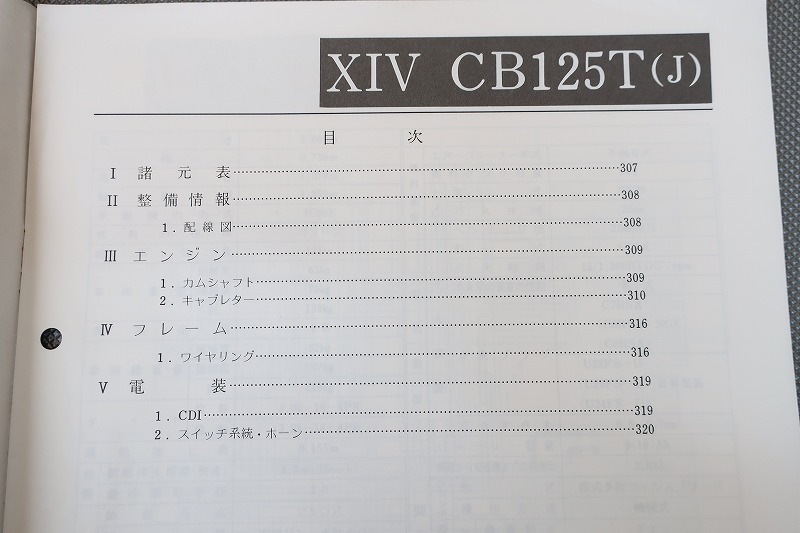 XIV CB125T(J)
目 次
I 諸元表………307
II 整備情報………308
1. 配線図………308
III エンジン………309
1. カムシャフト………309
2. キャブレター………310
IV フレーム………316
1. ワイヤリング………316
V 電装………319
1. CDI………319
2. スイッチ系統・ホーン………320